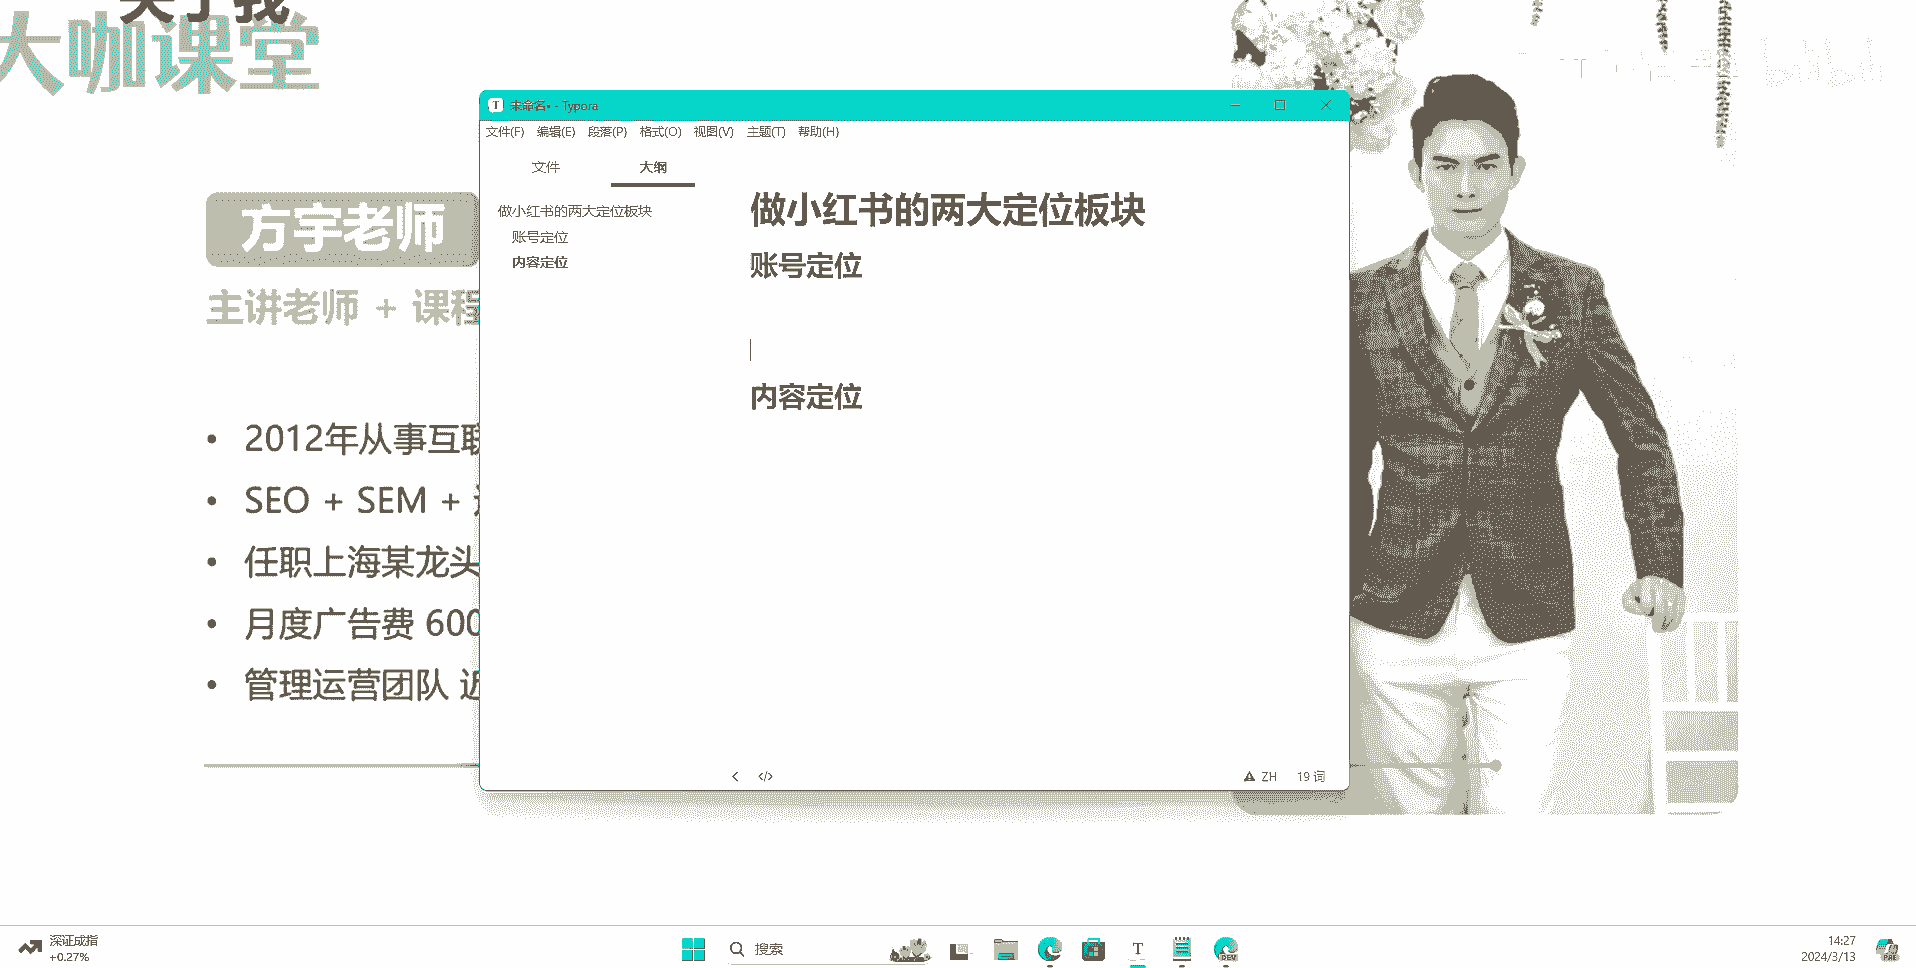 关于我
大咖课堂
bilibili
未命名• - Typora
文件(F) 编辑(E) 段落(P) 格式(O) 视图(V) 主题(T) 帮助(H)
文件 大纲
做小红书的两大定位板块
账号定位
内容定位
做小红书的两大定位板块
账号定位
内容定位
ZH 19 词
方宇老师
主讲老师 + 课程
• 2012年从事互联
• SEO + SEM +
• 任职上海某龙头
• 月度广告费 600
• 管理运营团队 近
深证成指
+0.27%
搜索
T
DEV
14:27
2024/3/13
PRE